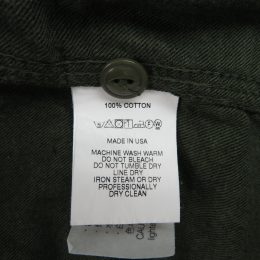 100% COTTON
MADE IN USA
MACHINE WASH WARM
DO NOT BLEACH
DO NOT TUMBLE DRY
LINE DRY
IRON STEAM OR DRY
PROFESSIONALLY
DRY CLEAN